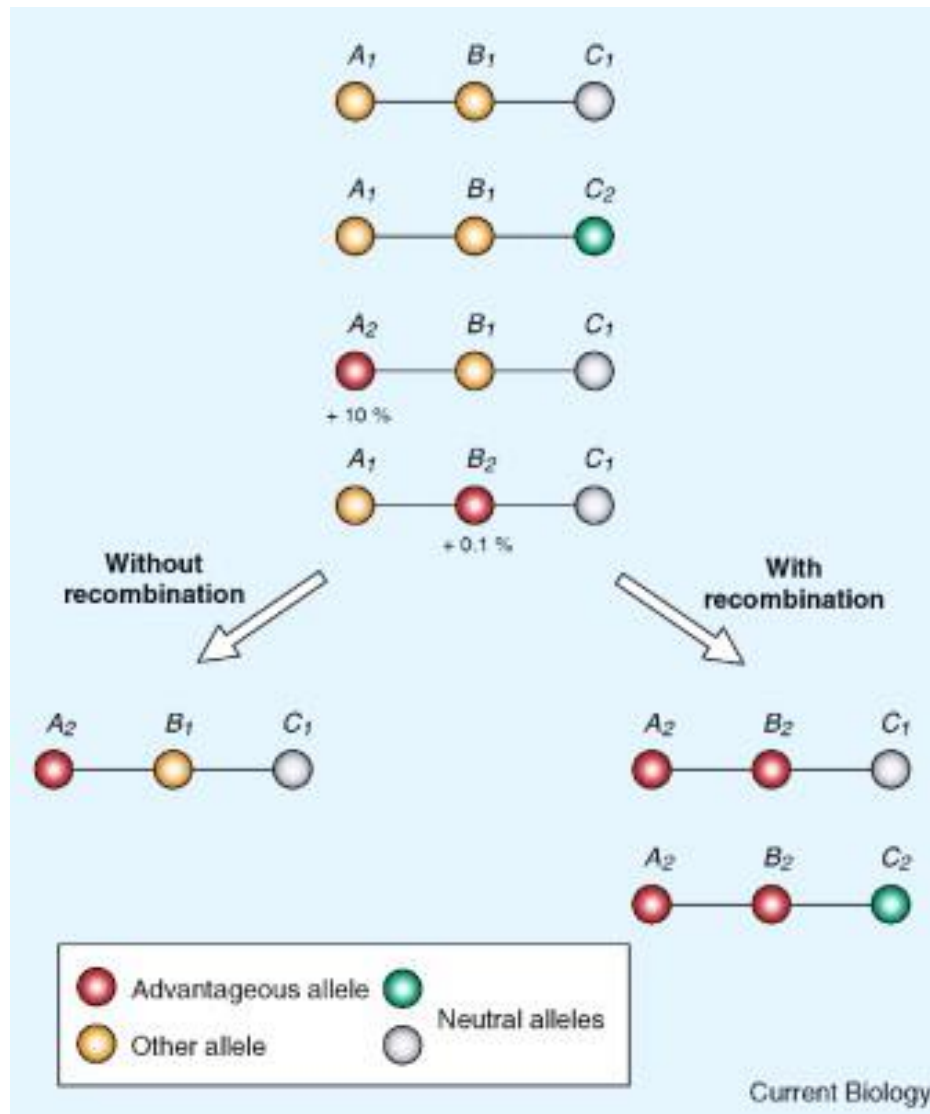 A1 B1 C1
A1 B1 C2
A2 B1 C1
+ 10 %
A1 B2 C1
+ 0.1 %
Without
recombination
With
recombination
A2 B1 C1
A2 B2 C1
A2 B2 C2
Advantageous allele
Other allele
Neutral alleles
Current Biology